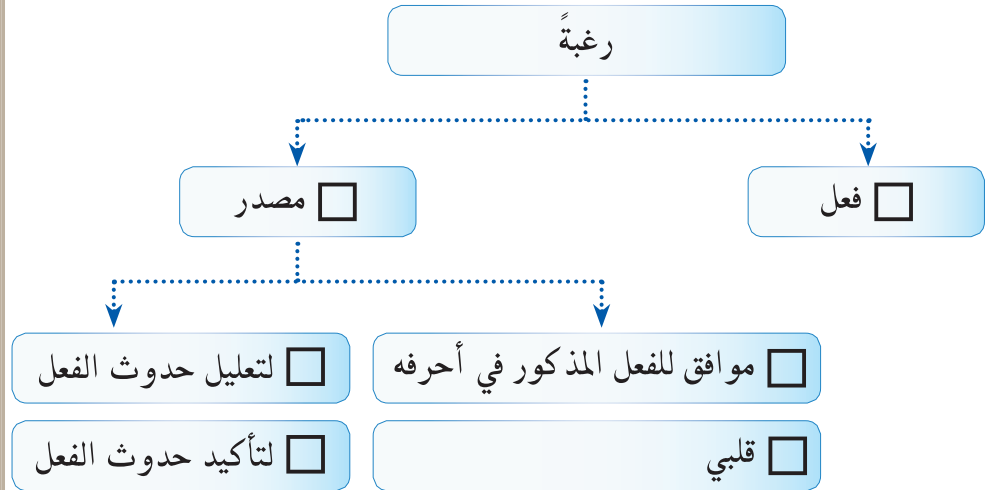 رغبةً
فعل
مصدر
موافق للفعل المذكور في أحرفه
لتعليل حدوث الفعل
قلبي
لتأكيد حدوث الفعل